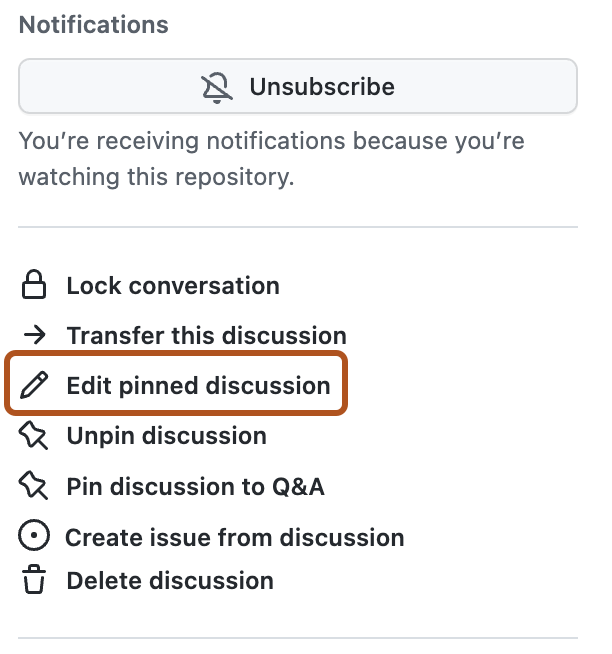 Notifications
Unsubscribe
You’re receiving notifications because you’re
watching this repository.
Lock conversation
Transfer this discussion
Edit pinned discussion
Unpin discussion
Pin discussion to Q&A
Create issue from discussion
Delete discussion